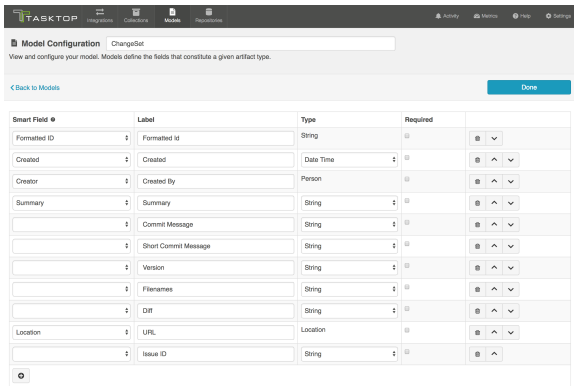 TASKTOP
Integrations
Collections
Models
Repositories
Activity
Metrics
Help
Settings
Model Configuration ChangeSet
View and configure your model. Models define the fields that constitute a given artifact type.
Back to Models
Done
Smart Field Label Type Required
Formatted ID Formatted Id String
Created Created Date Time
Creator Created By Person
Summary Summary String
Commit Message String
Short Commit Message String
Version String
Filenames String
Diff String
Location URL Location
Issue ID String